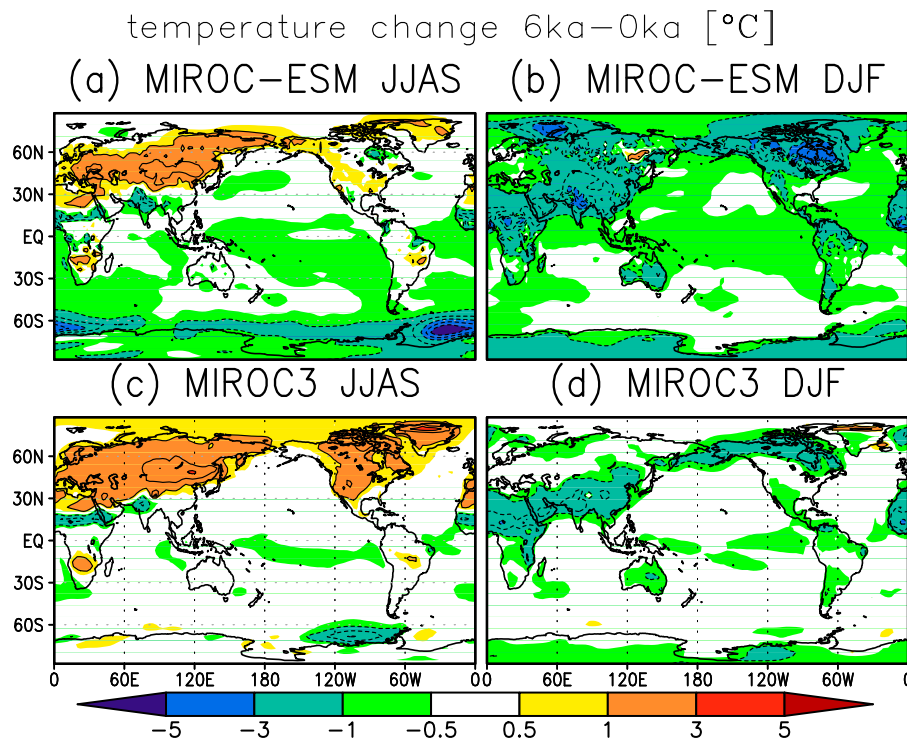 temperature change 6ka−0ka [°C]
(a) MIROC−ESM JJAS
(b) MIROC−ESM DJF
60N
30N
EQ
30S
60S
(c) MIROC3 JJAS
(d) MIROC3 DJF
60N
30N
EQ
30S
60S
0 60E 120E 180 120W 60W 0 60E 120E 180 120W 60W 0
−5 −3 −1 −0.5 0.5 1 3 5